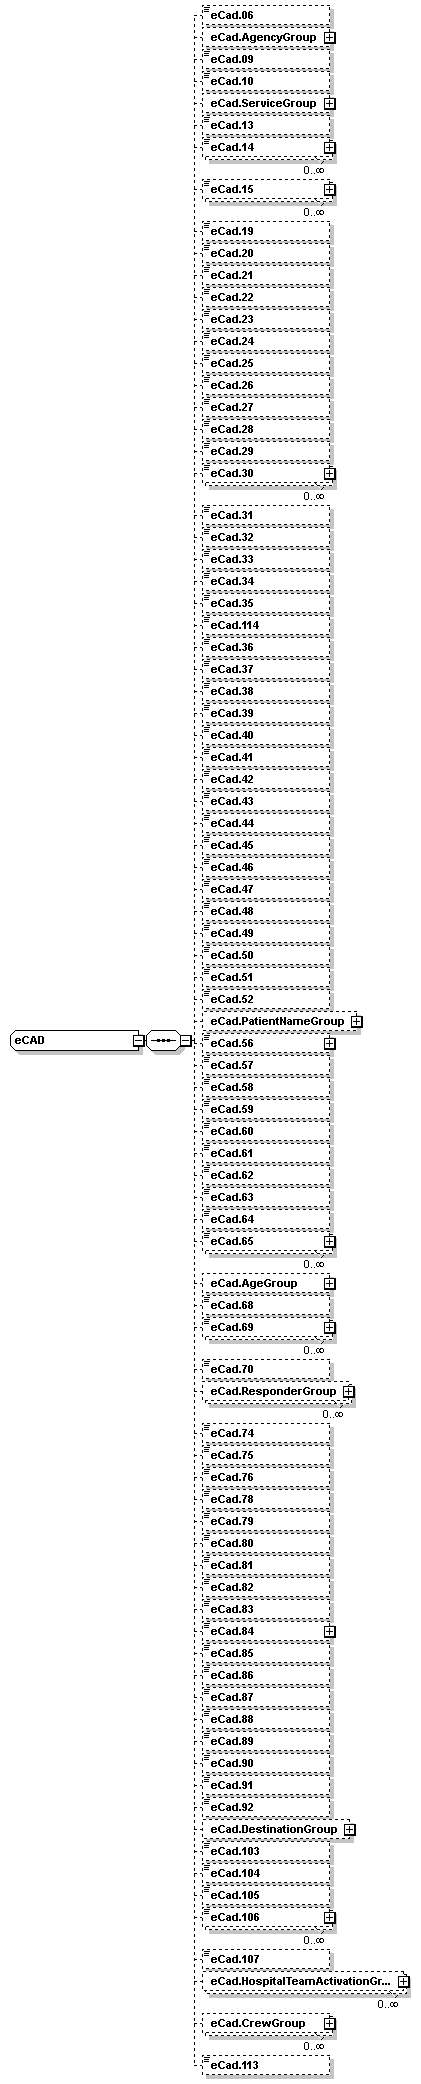 eCad.06
eCad.AgencyGroup
eCad.09
eCad.10
eCad.ServiceGroup
eCad.13
eCad.14
0..∞
eCad.15
0..∞
eCad.19
eCad.20
eCad.21
eCad.22
eCad.23
eCad.24
eCad.25
eCad.26
eCad.27
eCad.28
eCad.29
eCad.30
0..∞
eCad.31
eCad.32
eCad.33
eCad.34
eCad.35
eCad.114
eCad.36
eCad.37
eCad.38
eCad.39
eCad.40
eCad.41
eCad.42
eCad.43
eCad.44
eCad.45
eCad.46
eCad.47
eCad.48
eCad.49
eCad.50
eCad.51
eCad.52
eCad.PatientNameGroup
eCAD
eCad.56
eCad.57
eCad.58
eCad.59
eCad.60
eCad.61
eCad.62
eCad.63
eCad.64
eCad.65
0..∞
eCad.AgeGroup
eCad.68
eCad.69
0..∞
eCad.70
eCad.ResponderGroup
0..∞
eCad.74
eCad.75
eCad.76
eCad.78
eCad.79
eCad.80
eCad.81
eCad.82
eCad.83
eCad.84
eCad.85
eCad.86
eCad.87
eCad.88
eCad.89
eCad.90
eCad.91
eCad.92
eCad.DestinationGroup
eCad.103
eCad.104
eCad.105
eCad.106
0..∞
eCad.107
eCad.HospitalTeamActivationGr...
0..∞
eCad.CrewGroup
0..∞
eCad.113